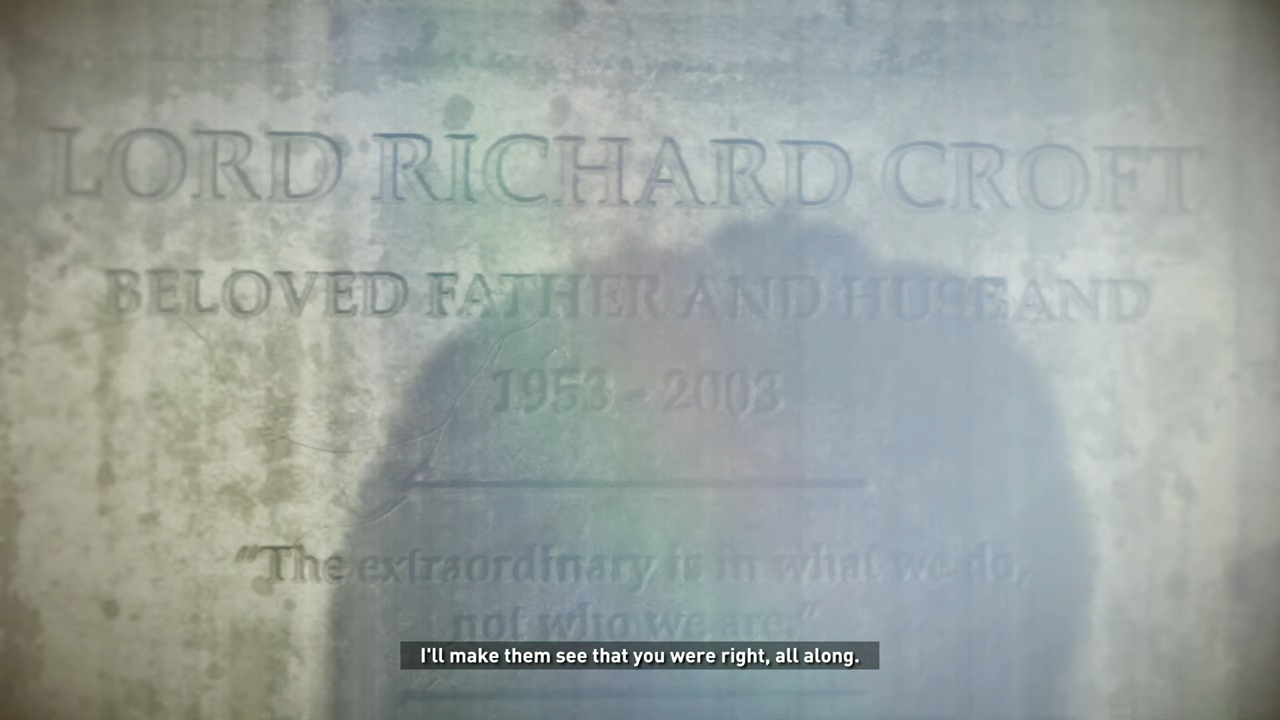 LORD RICHARD CROFT
BELOVED FATHER AND HUSBAND
1953 - 2003
“The extraordinary is in what we do,
not who we are.”
I'll make them see that you were right, all along.